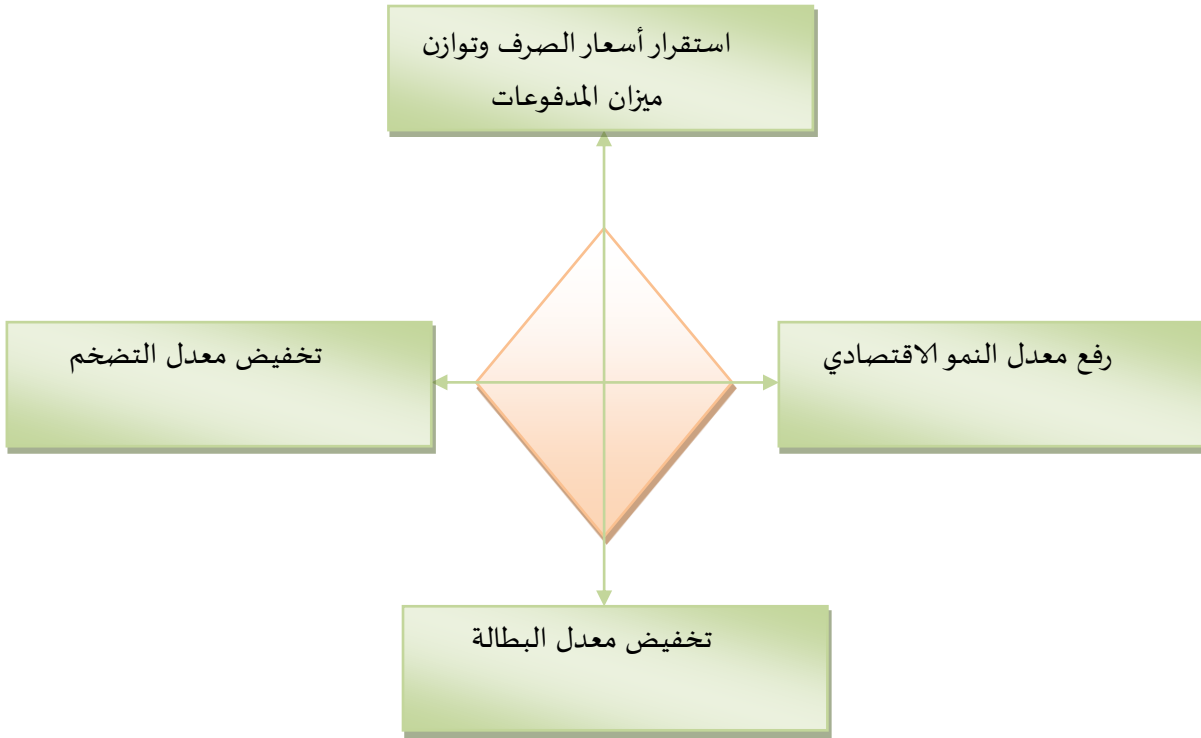 استقرار أسعار الصرف وتوازن
ميزان المدفوعات
رفع معدل النمو الاقتصادي
تخفيض معدل التضخم
تخفيض معدل البطالة